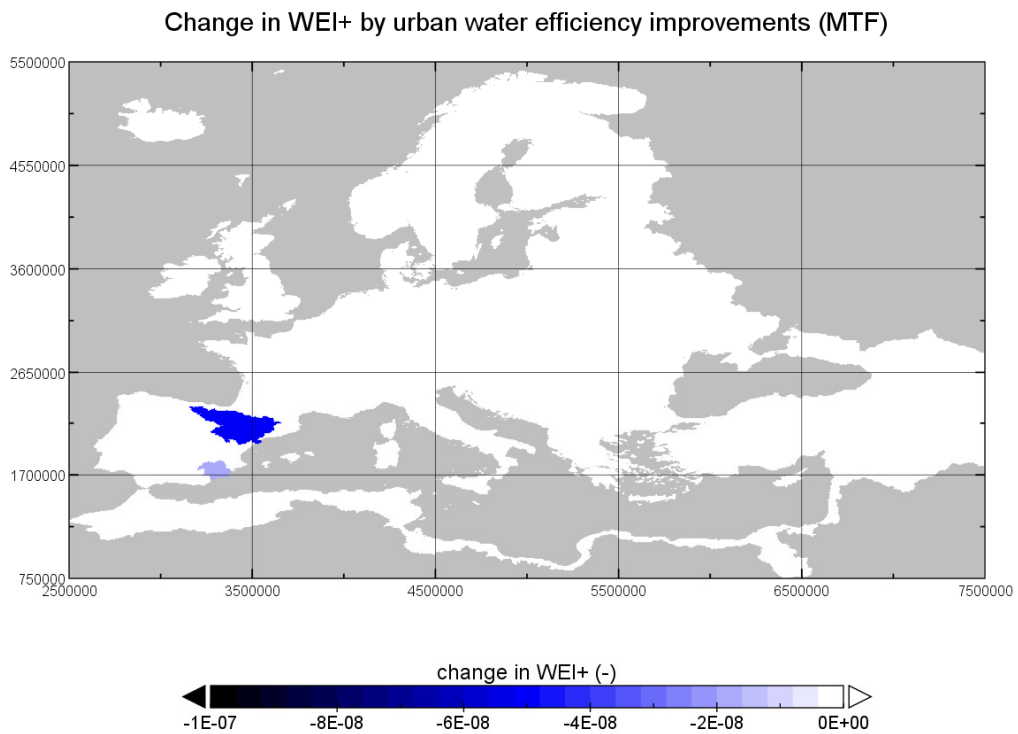 Change in WEI+ by urban water efficiency improvements (MTF)
5500000
4550000
3600000
2650000
1700000
750000
2500000 3500000 4500000 5500000 6500000 7500000
change in WEI+ (-)
-1E-07 -8E-08 -6E-08 -4E-08 -2E-08 0E+00